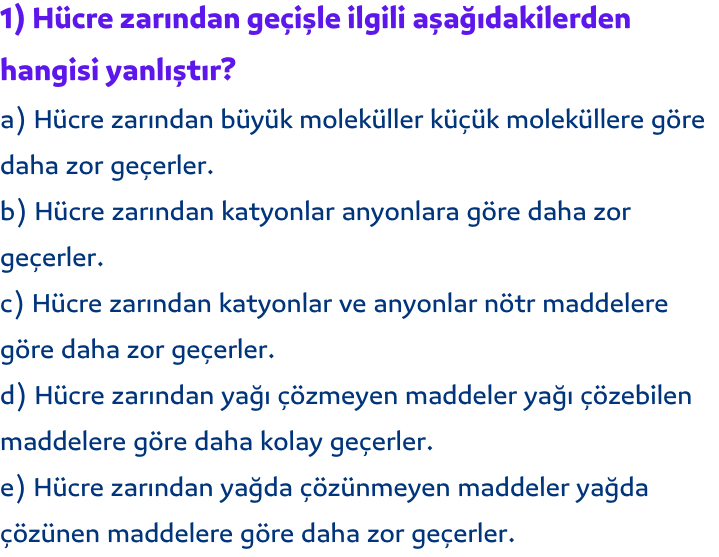 1) Hücre zarından geçişle ilgili aşağıdakilerden
hangisi yanlıştır?
a) Hücre zarından büyük moleküller küçük moleküllere göre
daha zor geçerler.
b) Hücre zarından katyonlar anyonlara göre daha zor
geçerler.
c) Hücre zarından katyonlar ve anyonlar nötr maddelere
göre daha zor geçerler.
d) Hücre zarından yağı çözmeyen maddeler yağı çözebilen
maddelere göre daha kolay geçerler.
e) Hücre zarından yağda çözünmeyen maddeler yağda
çözünen maddelere göre daha zor geçerler.